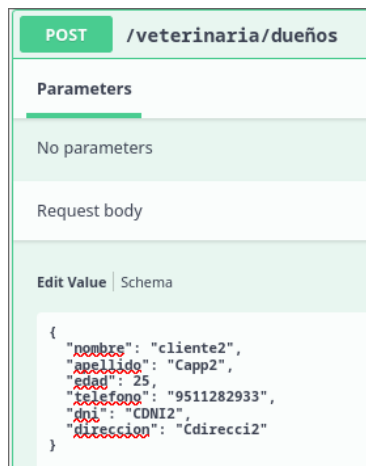 POST /veterinaria/dueños
Parameters
No parameters
Request body
Edit Value | Schema
{
"nombre": "cliente2",
"apellido": "Capp2",
"edad": 25,
"telefono": "9511282933",
"dni": "CDNI2",
"direccion": "Cdirecci2"
}